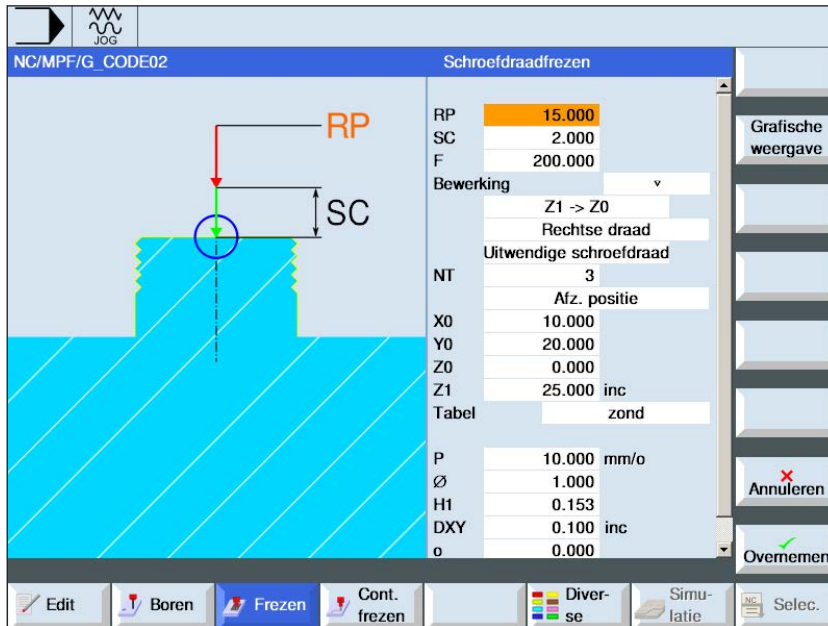 JOG
NC/MPF/G_CODE02
Schroefdraadfrezen
RP
SC
RP 15.000
SC 2.000
F 200.000
Bewerking ▿
Z1 -> Z0
Rechtse draad
Uitwendige schroefdraad
NT 3
Afz. positie
X0 10.000
Y0 20.000
Z0 0.000
Z1 25.000 inc
Tabel zond
P 10.000 mm/o
Ø 1.000
H1 0.153
DXY 0.100 inc
α 0.000
Grafische
weergave
Annuleren
Overnemen
Edit
Boren
Frezen
Cont.
frezen
Diver-
se
Simu-
latie
NC
Selec.